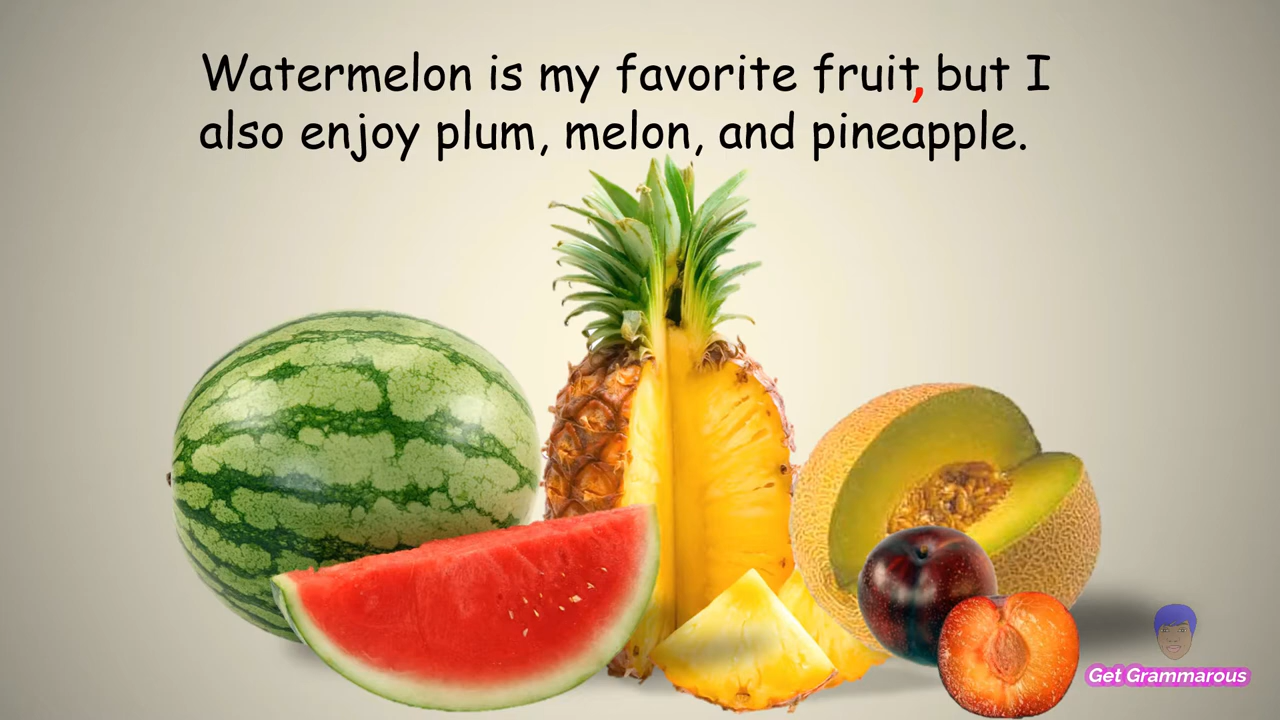 Watermelon is my favorite fruit, but I
also enjoy plum, melon, and pineapple.
Get Grammarous